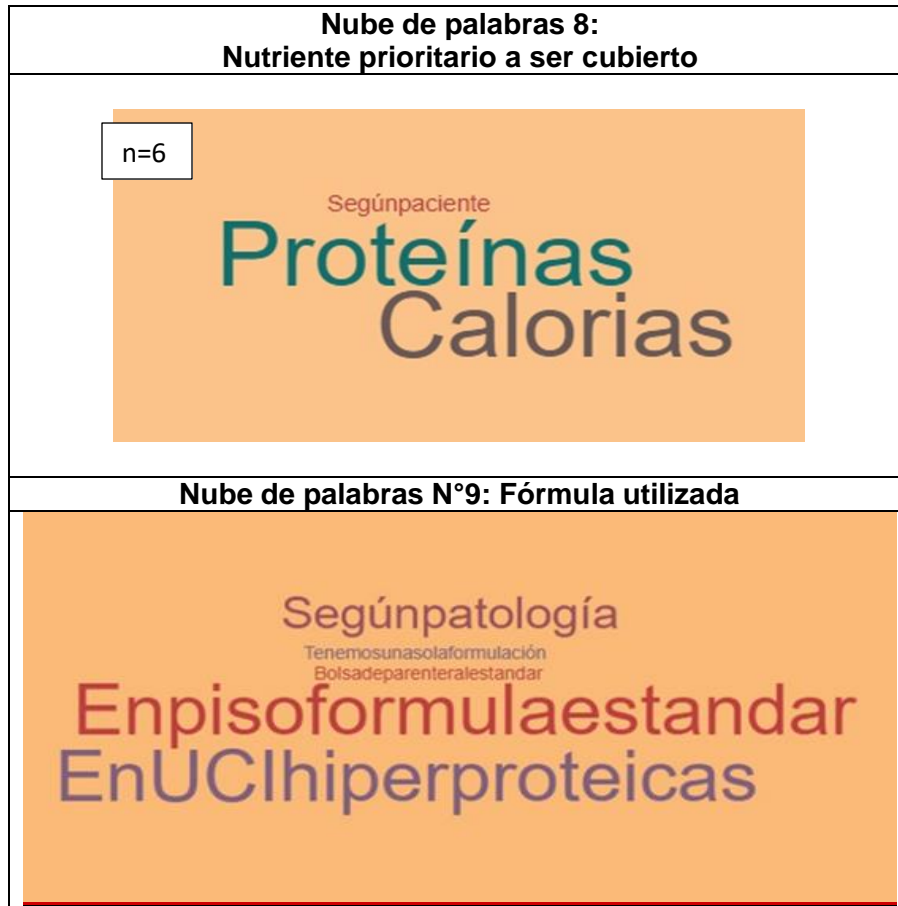 Nube de palabras 8:
Nutriente prioritario a ser cubierto
n=6
Segúnpaciente
Proteínas
Calorias
Nube de palabras N°9: Fórmula utilizada
Segúnpatología
Tenemosunasolaformulación
Bolsadeparenteralestandar
Enpisoformulaestandar
EnUCIhiperproteicas